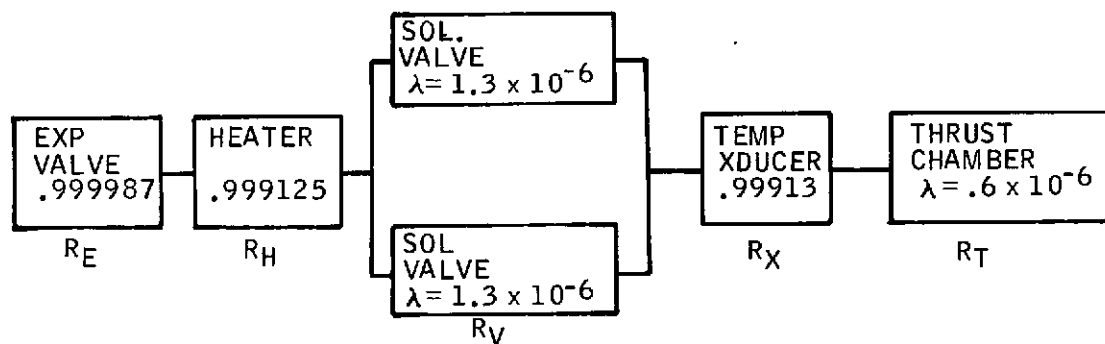 EXP
VALVE
.999987
R_E
HEATER
.999125
R_H
SOL.
VALVE
λ= 1.3 x 10⁻⁶
SOL
VALVE
λ= 1.3 x 10⁻⁶
R_V
TEMP
XDUCER
.99913
R_X
THRUST
CHAMBER
λ = .6 x 10⁻⁶
R_T